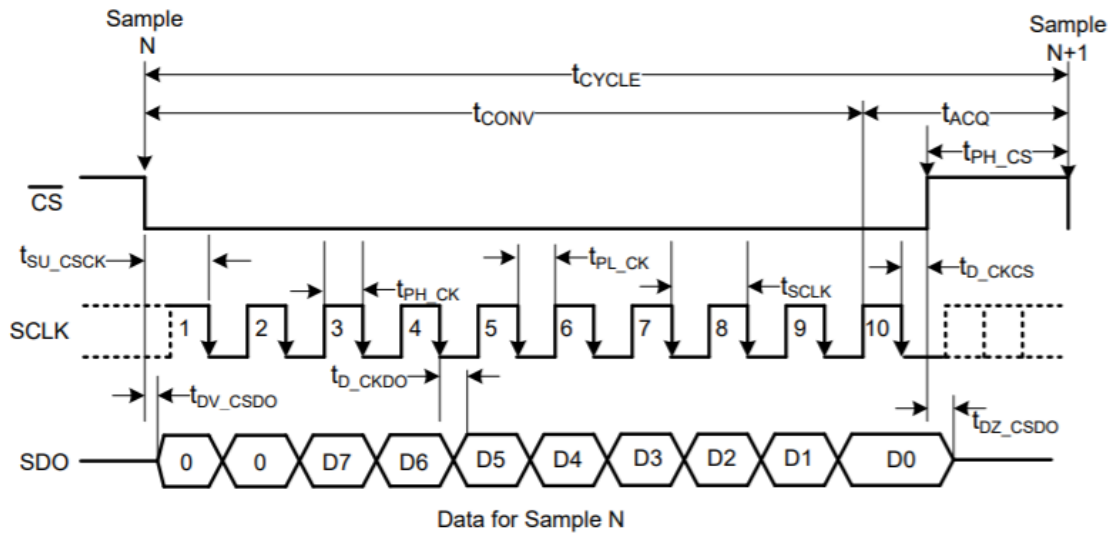 Sample
N
Sample
N+1
tCYCLE
tCONV
tACQ
tPH_CS
CS
tSU_CSCK
tPH_CK
tPL_CK
tSCLK
tD_CKCS
SCLK
1 2 3 4 5 6 7 8 9 10
tD_CKDO
tDV_CSDO
tDZ_CSDO
SDO
0 0 D7 D6 D5 D4 D3 D2 D1 D0
Data for Sample N